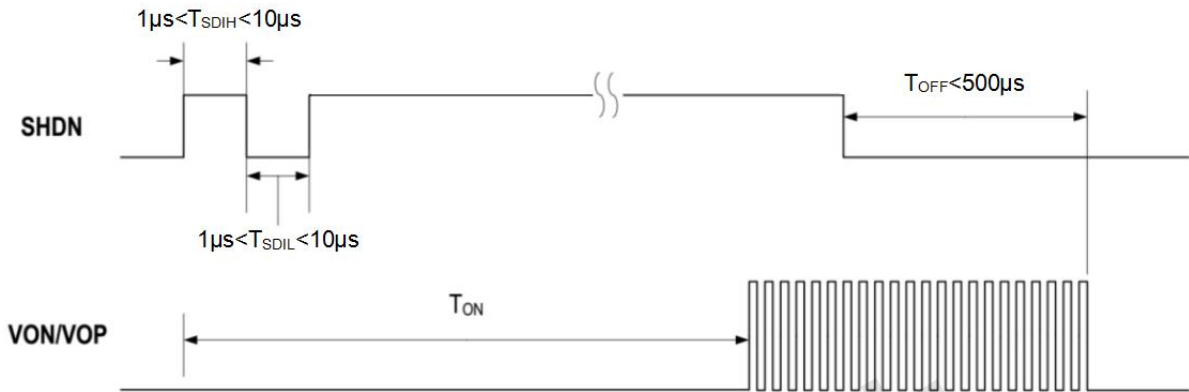 1µs<TSDIH<10µs
TOFF<500µs
SHDN
1µs<TSDIL<10µs
TON
VON/VOP